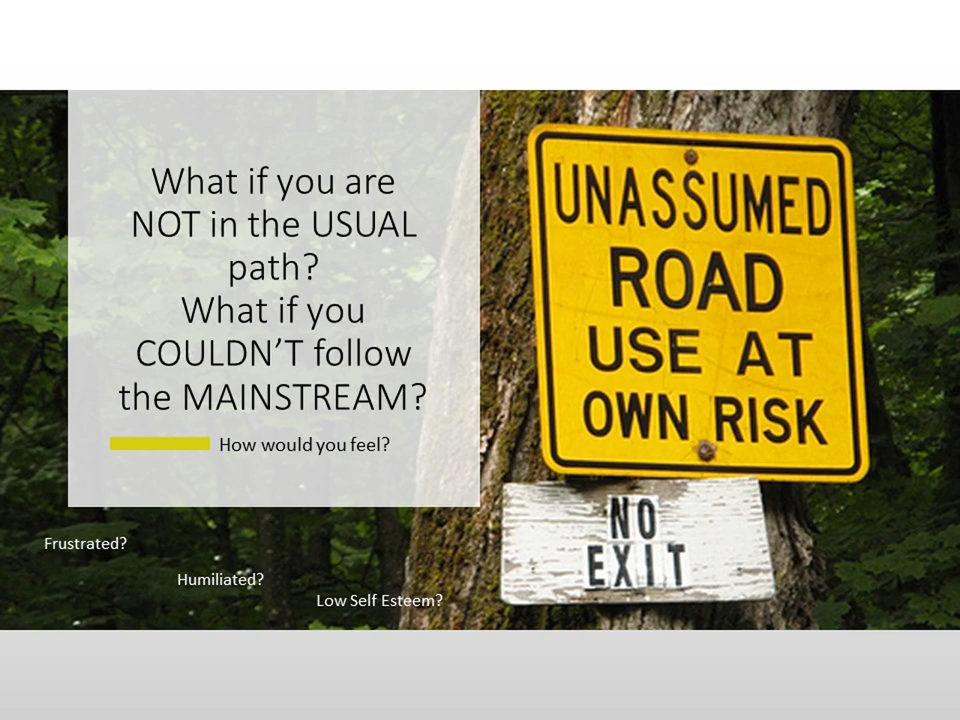 What if you are
NOT in the USUAL
path?
What if you
COULDN’T follow
the MAINSTREAM?
How would you feel?
Frustrated?
Humiliated?
Low Self Esteem?
UNASSUMED
ROAD
USE AT
OWN RISK
NO
EXIT